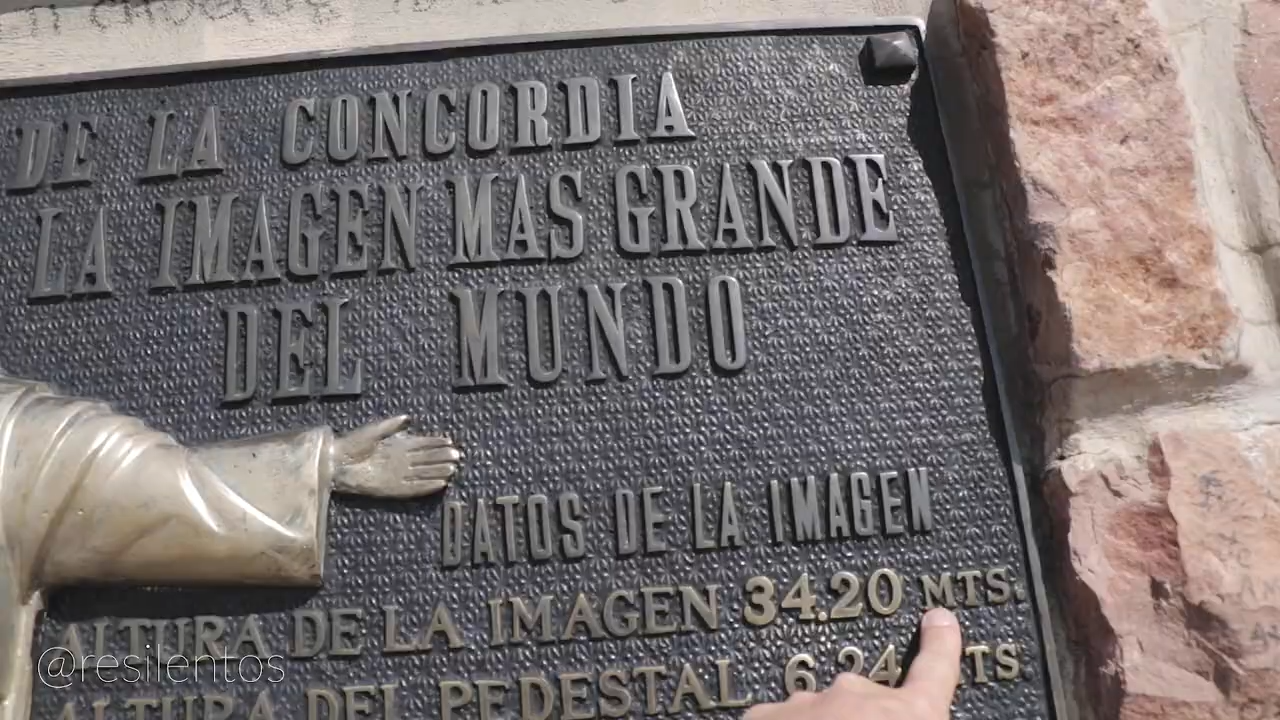 DE LA CONCORDIA
LA IMAGEN MAS GRANDE
DEL MUNDO
DATOS DE LA IMAGEN
ALTURA DE LA IMAGEN 34.20 MTS.
@resilentos
ALTURA DEL PEDESTAL 6.24 MTS